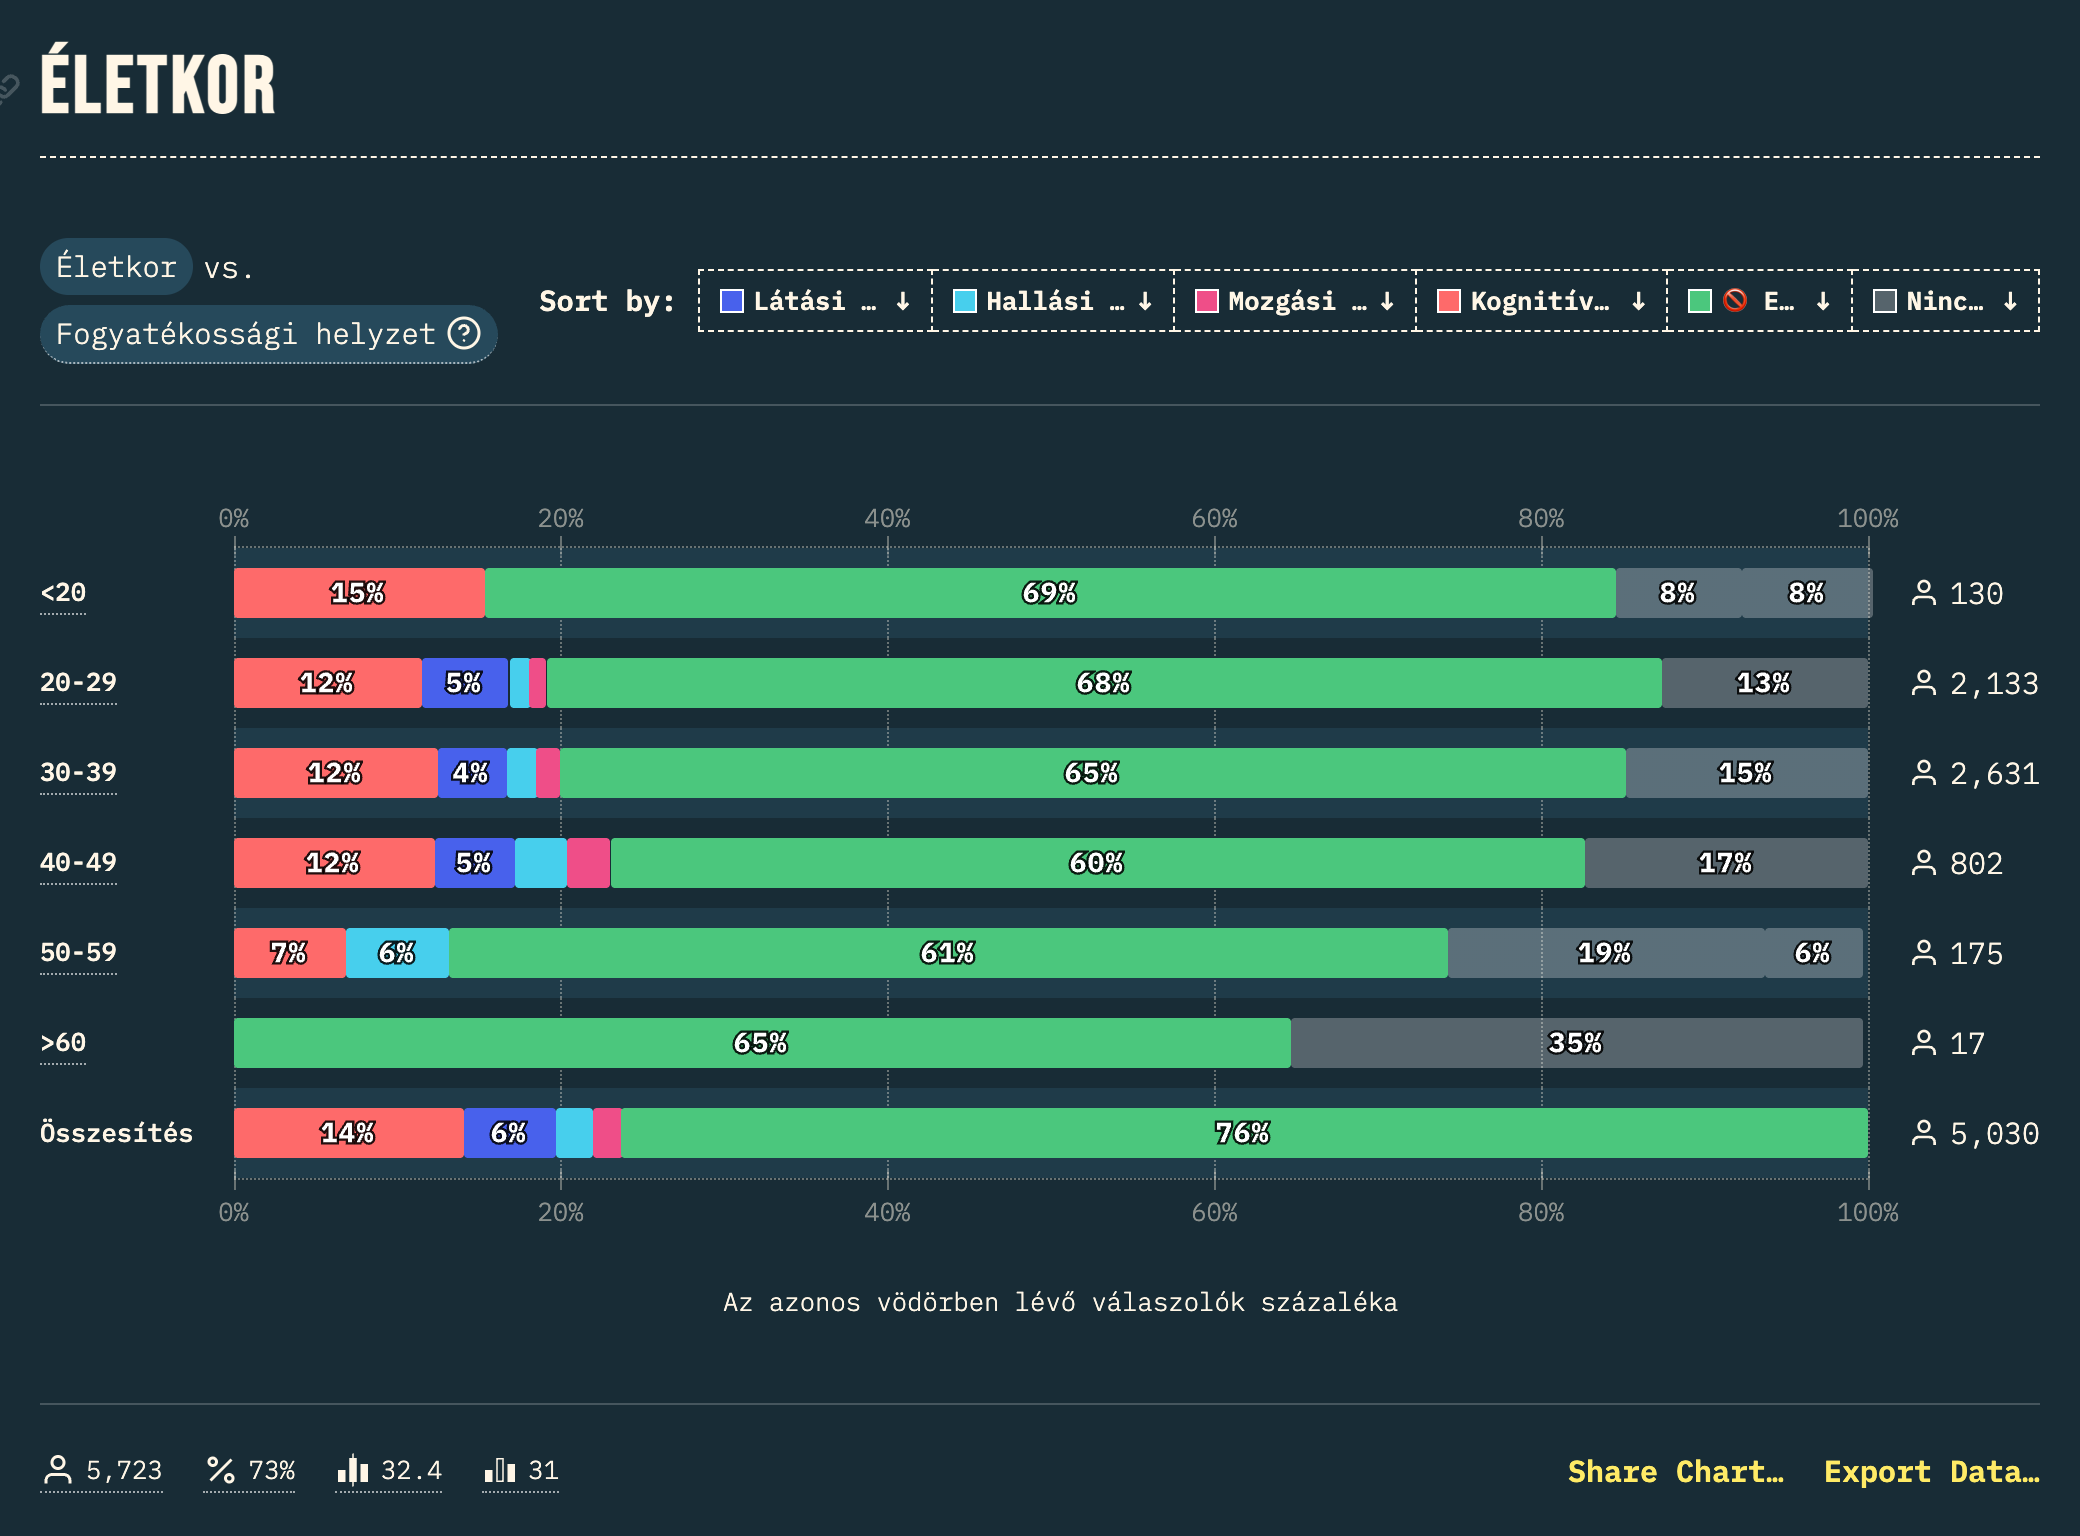 ÉLETKOR
Életkor vs.
Fogyatékossági helyzet
Sort by: Látási … ↓ Hallási … ↓ Mozgási … ↓ Kognitív… ↓ 🚫 E… ↓ Ninc… ↓
0% 20% 40% 60% 80% 100%
<20 15% 69% 8% 8% 130
20-29 12% 5% 68% 13% 2,133
30-39 12% 4% 65% 15% 2,631
40-49 12% 5% 60% 17% 802
50-59 7% 6% 61% 19% 6% 175
>60 65% 35% 17
Összesítés 14% 6% 76% 5,030
0% 20% 40% 60% 80% 100%
Az azonos vödörben lévő válaszolók százaléka
5,723 73% 32.4 31 Share Chart… Export Data…